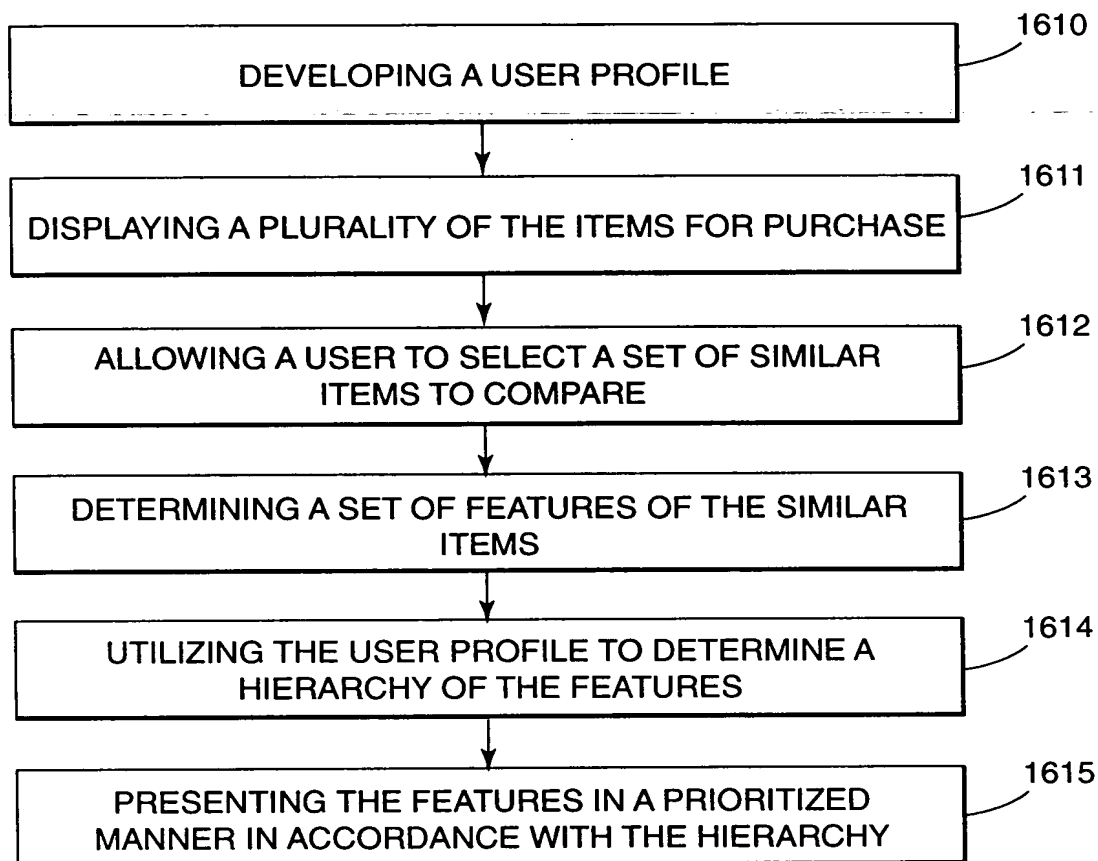 1610
DEVELOPING A USER PROFILE
1611
DISPLAYING A PLURALITY OF THE ITEMS FOR PURCHASE
1612
ALLOWING A USER TO SELECT A SET OF SIMILAR
ITEMS TO COMPARE
1613
DETERMINING A SET OF FEATURES OF THE SIMILAR
ITEMS
1614
UTILIZING THE USER PROFILE TO DETERMINE A
HIERARCHY OF THE FEATURES
1615
PRESENTING THE FEATURES IN A PRIORITIZED
MANNER IN ACCORDANCE WITH THE HIERARCHY